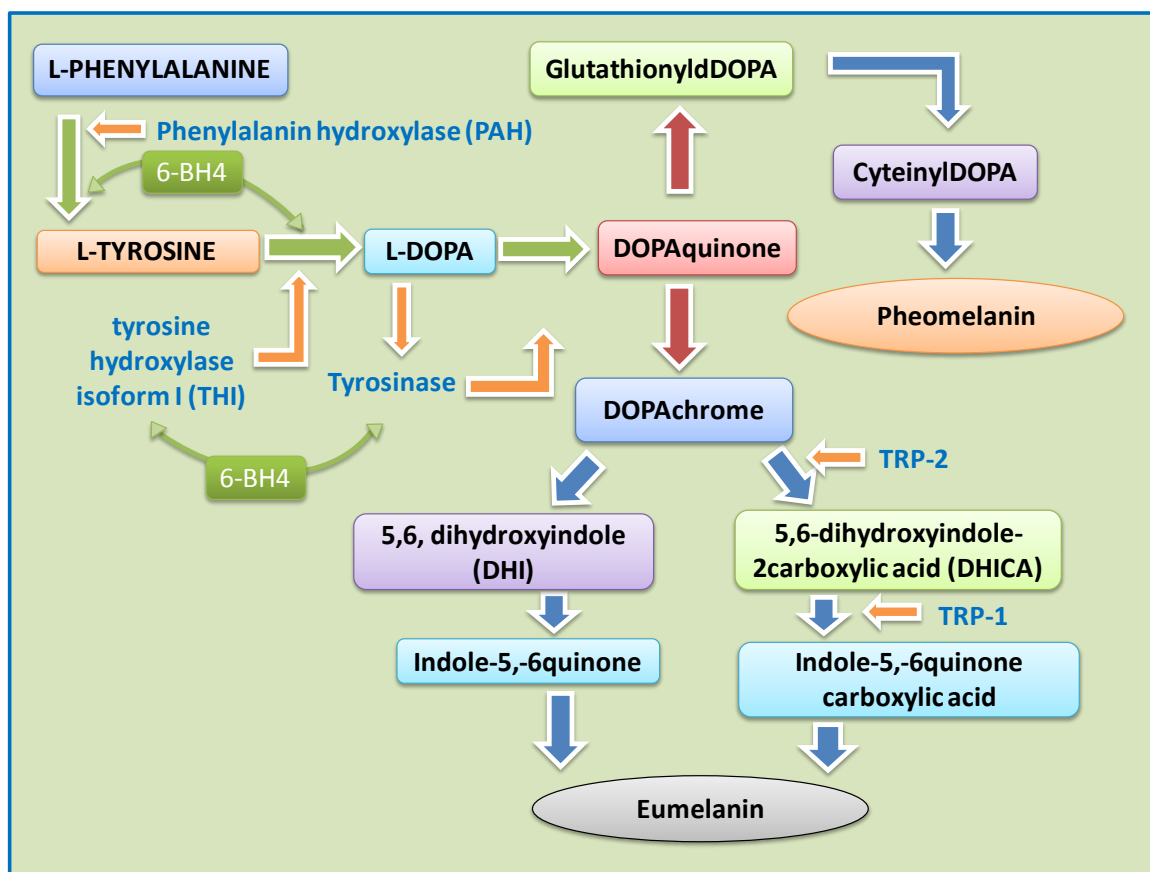 L-PHENYLALANINE
GlutathionyldDOPA
Phenylalanin hydroxylase (PAH)
6-BH4
CyteinylDOPA
L-TYROSINE
L-DOPA
DOPAquinone
Pheomelanin
tyrosine
hydroxylase
isoform I (THI)
Tyrosinase
DOPAchrome
6-BH4
TRP-2
5,6, dihydroxyindole
(DHI)
5,6-dihydroxyindole-
2carboxylic acid (DHICA)
TRP-1
Indole-5,-6quinone
Indole-5,-6quinone
carboxylic acid
Eumelanin